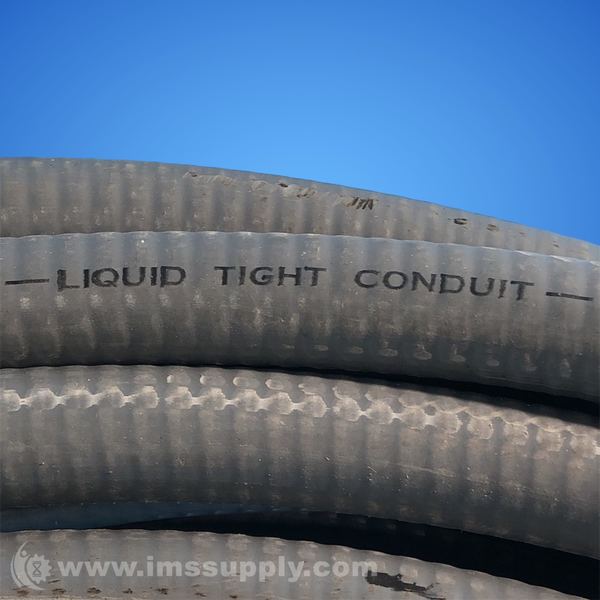 — LIQUID TIGHT CONDUIT —
www.imssupply.com